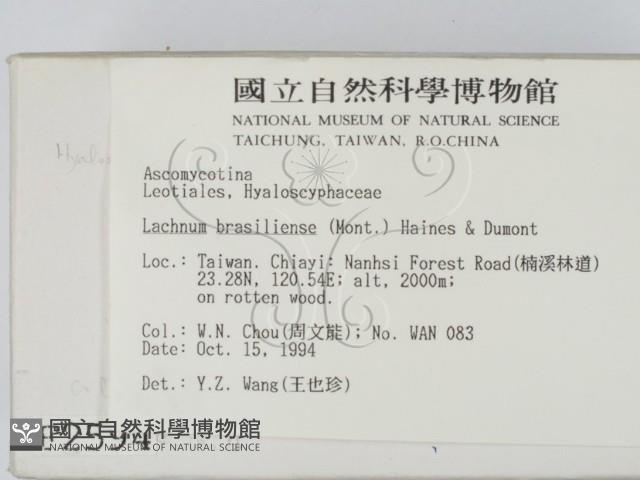 國立自然科學博物館
NATIONAL MUSEUM OF NATURAL SCIENCE
TAICHUNG, TAIWAN, R.O.CHINA
Ascomycotina
Leotiales, Hyaloscyphaceae
Lachnum brasiliense (Mont.) Haines & Dumont
Loc.: Taiwan. Chiayi: Nanhsi Forest Road(楠溪林道)
23.28N, 120.54E; alt, 2000m;
on rotten wood.
Col.: W.N. Chou(周文能); No. WAN 083
Date: Oct. 15, 1994
Det.: Y.Z. Wang(王也珍)
國立自然科學博物館
NATIONAL MUSEUM OF NATURAL SCIENCE